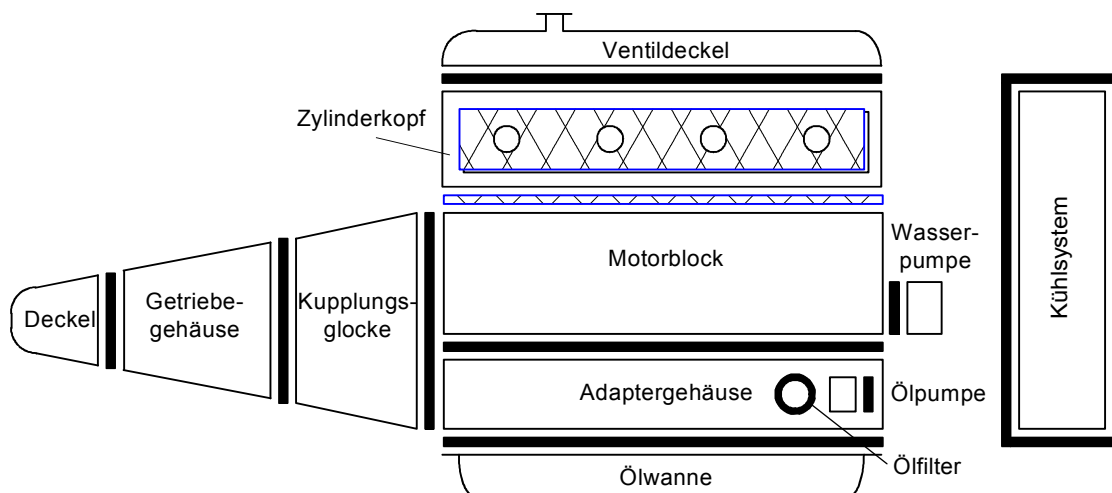 Ventildeckel
Zylinderkopf
Motorblock
Wasser-
pumpe
Kühlsystem
Deckel
Getriebe-
gehäuse
Kupplungs-
glocke
Adaptergehäuse
Ölpumpe
Ölfilter
Ölwanne